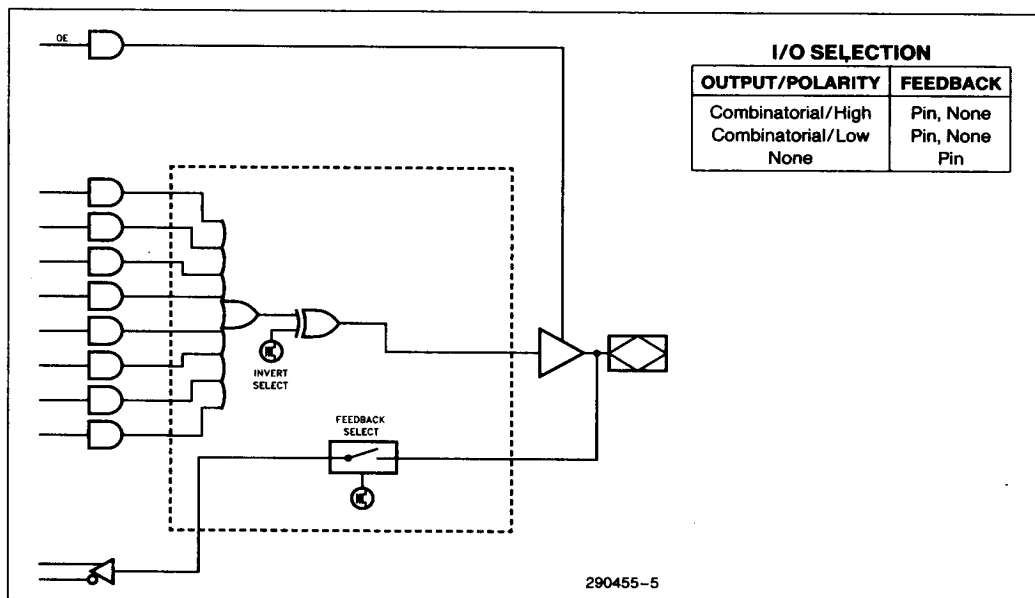 OE
I/O SELECTION
OUTPUT/POLARITY FEEDBACK
Combinatorial/High Pin, None
Combinatorial/Low Pin, None
None Pin
INVERT
SELECT
FEEDBACK
SELECT
290455-5